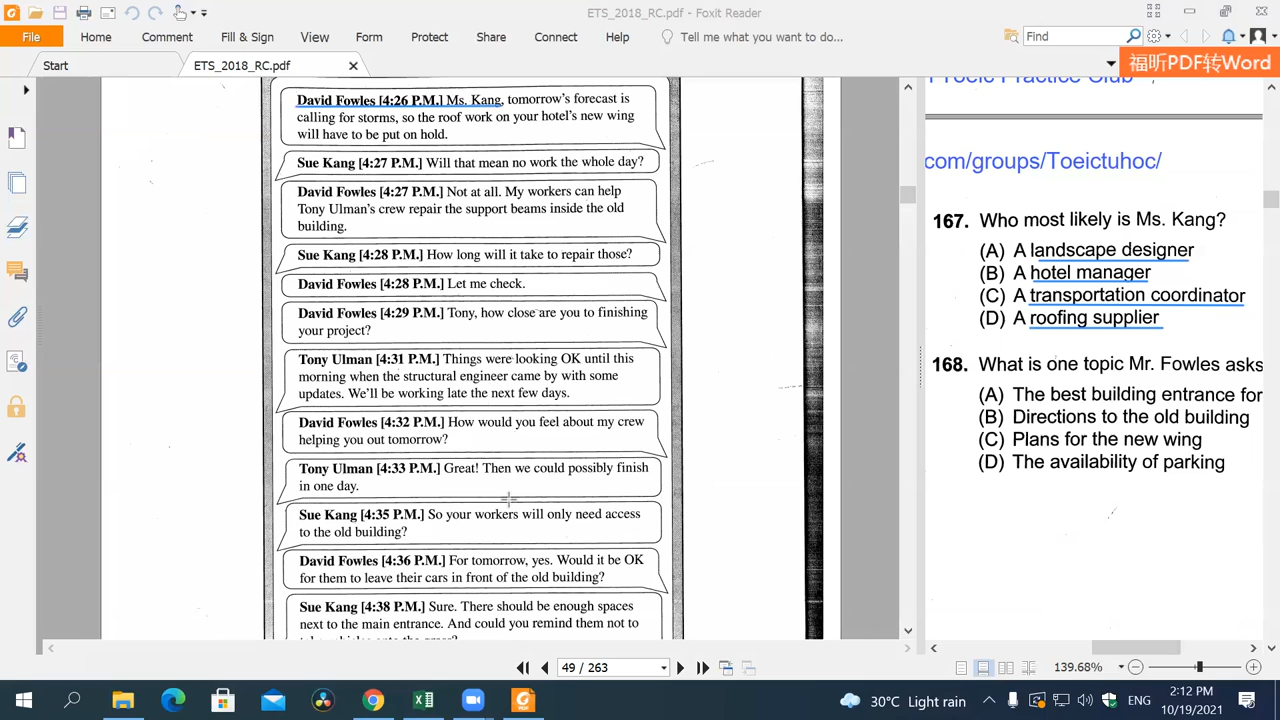 ETS_2018_RC.pdf - Foxit Reader
File Home Comment Fill & Sign View Form Protect Share Connect Help Tell me what you want to do... Find
Start ETS_2018_RC.pdf
福昕PDF转Word
David Fowles [4:26 P.M.] Ms. Kang, tomorrow's forecast is
calling for storms, so the roof work on your hotel's new wing
will have to be put on hold.
Sue Kang [4:27 P.M.] Will that mean no work the whole day?
David Fowles [4:27 P.M.] Not at all. My workers can help
Tony Ulman's crew repair the support beams inside the old
building.
Sue Kang [4:28 P.M.] How long will it take to repair those?
David Fowles [4:28 P.M.] Let me check.
David Fowles [4:29 P.M.] Tony, how close are you to finishing
your project?
Tony Ulman [4:31 P.M.] Things were looking OK until this
morning when the structural engineer came out with some
updates. We'll be working late the next few days.
David Fowles [4:32 P.M.] How would you feel about my crew
helping you out tomorrow?
Tony Ulman [4:33 P.M.] Great! Then we could possibly finish
in one day.
Sue Kang [4:35 P.M.] So your workers will only need access
to the old building?
David Fowles [4:36 P.M.] For tomorrow, yes. Would it be OK
for them to leave their cars in front of the old building?
Sue Kang [4:38 P.M.] Sure. There should be enough spaces
next to the main entrance. And could you remind them not to
Toeic Practice Club
com/groups/Toeictuhoc/
167. Who most likely is Ms. Kang?
(A) A landscape designer
(B) A hotel manager
(C) A transportation coordinator
(D) A roofing supplier
168. What is one topic Mr. Fowles asks
(A) The best building entrance for
(B) Directions to the old building
(C) Plans for the new wing
(D) The availability of parking
49 / 263
139.68%
30°C Light rain
ENG
2:12 PM
10/19/2021